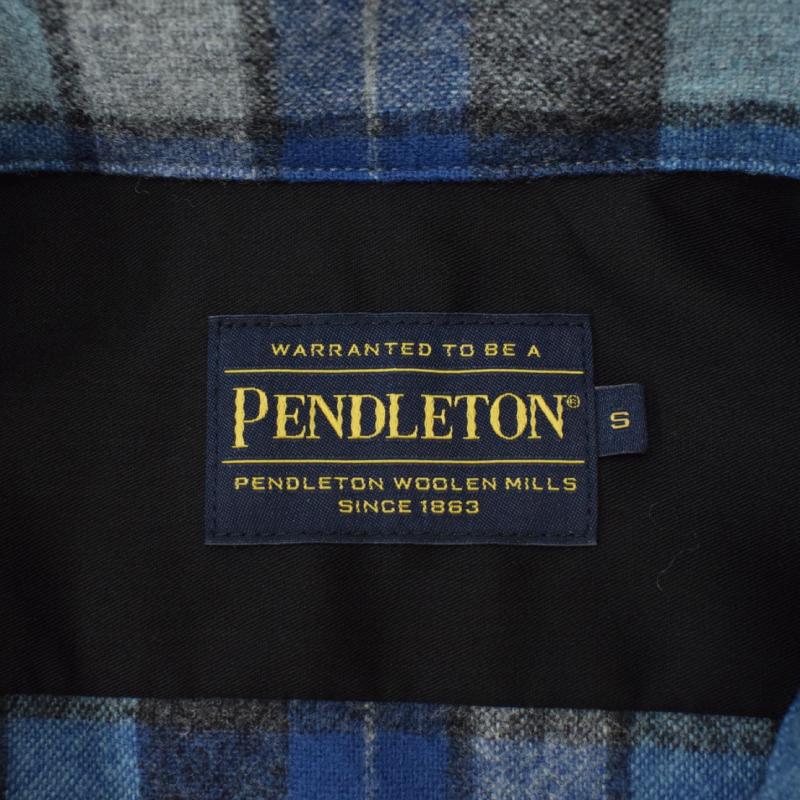 WARRANTED TO BE A
PENDLETON®
S
PENDLETON WOOLEN MILLS
SINCE 1863